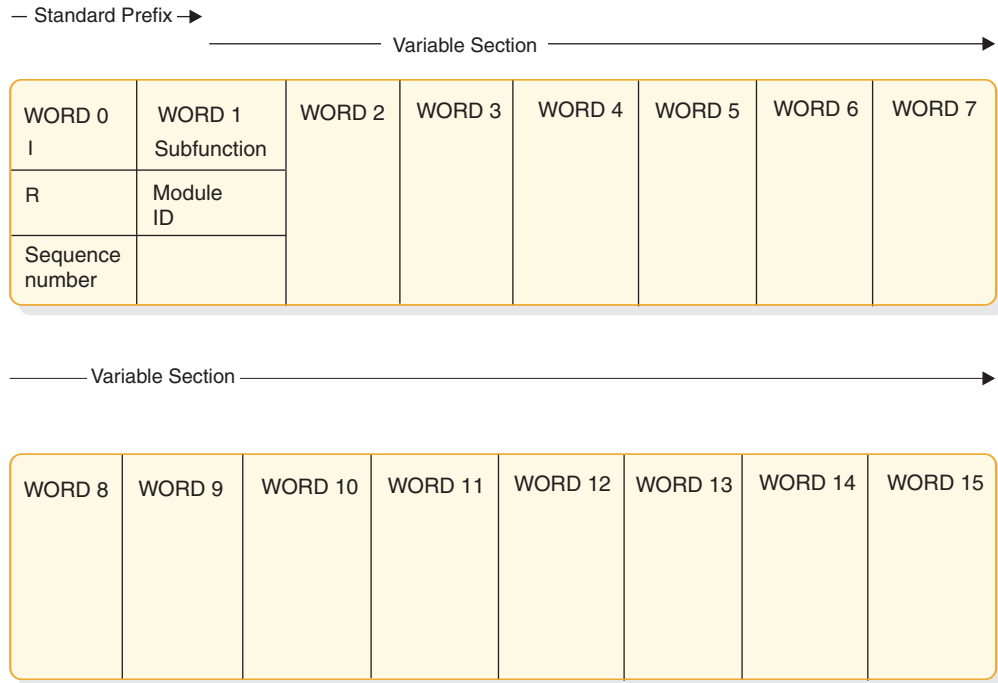 Standard Prefix
Variable Section
WORD 0 WORD 1 WORD 2 WORD 3 WORD 4 WORD 5 WORD 6 WORD 7
I Subfunction
R Module
ID
Sequence
number
Variable Section
WORD 8 WORD 9 WORD 10 WORD 11 WORD 12 WORD 13 WORD 14 WORD 15